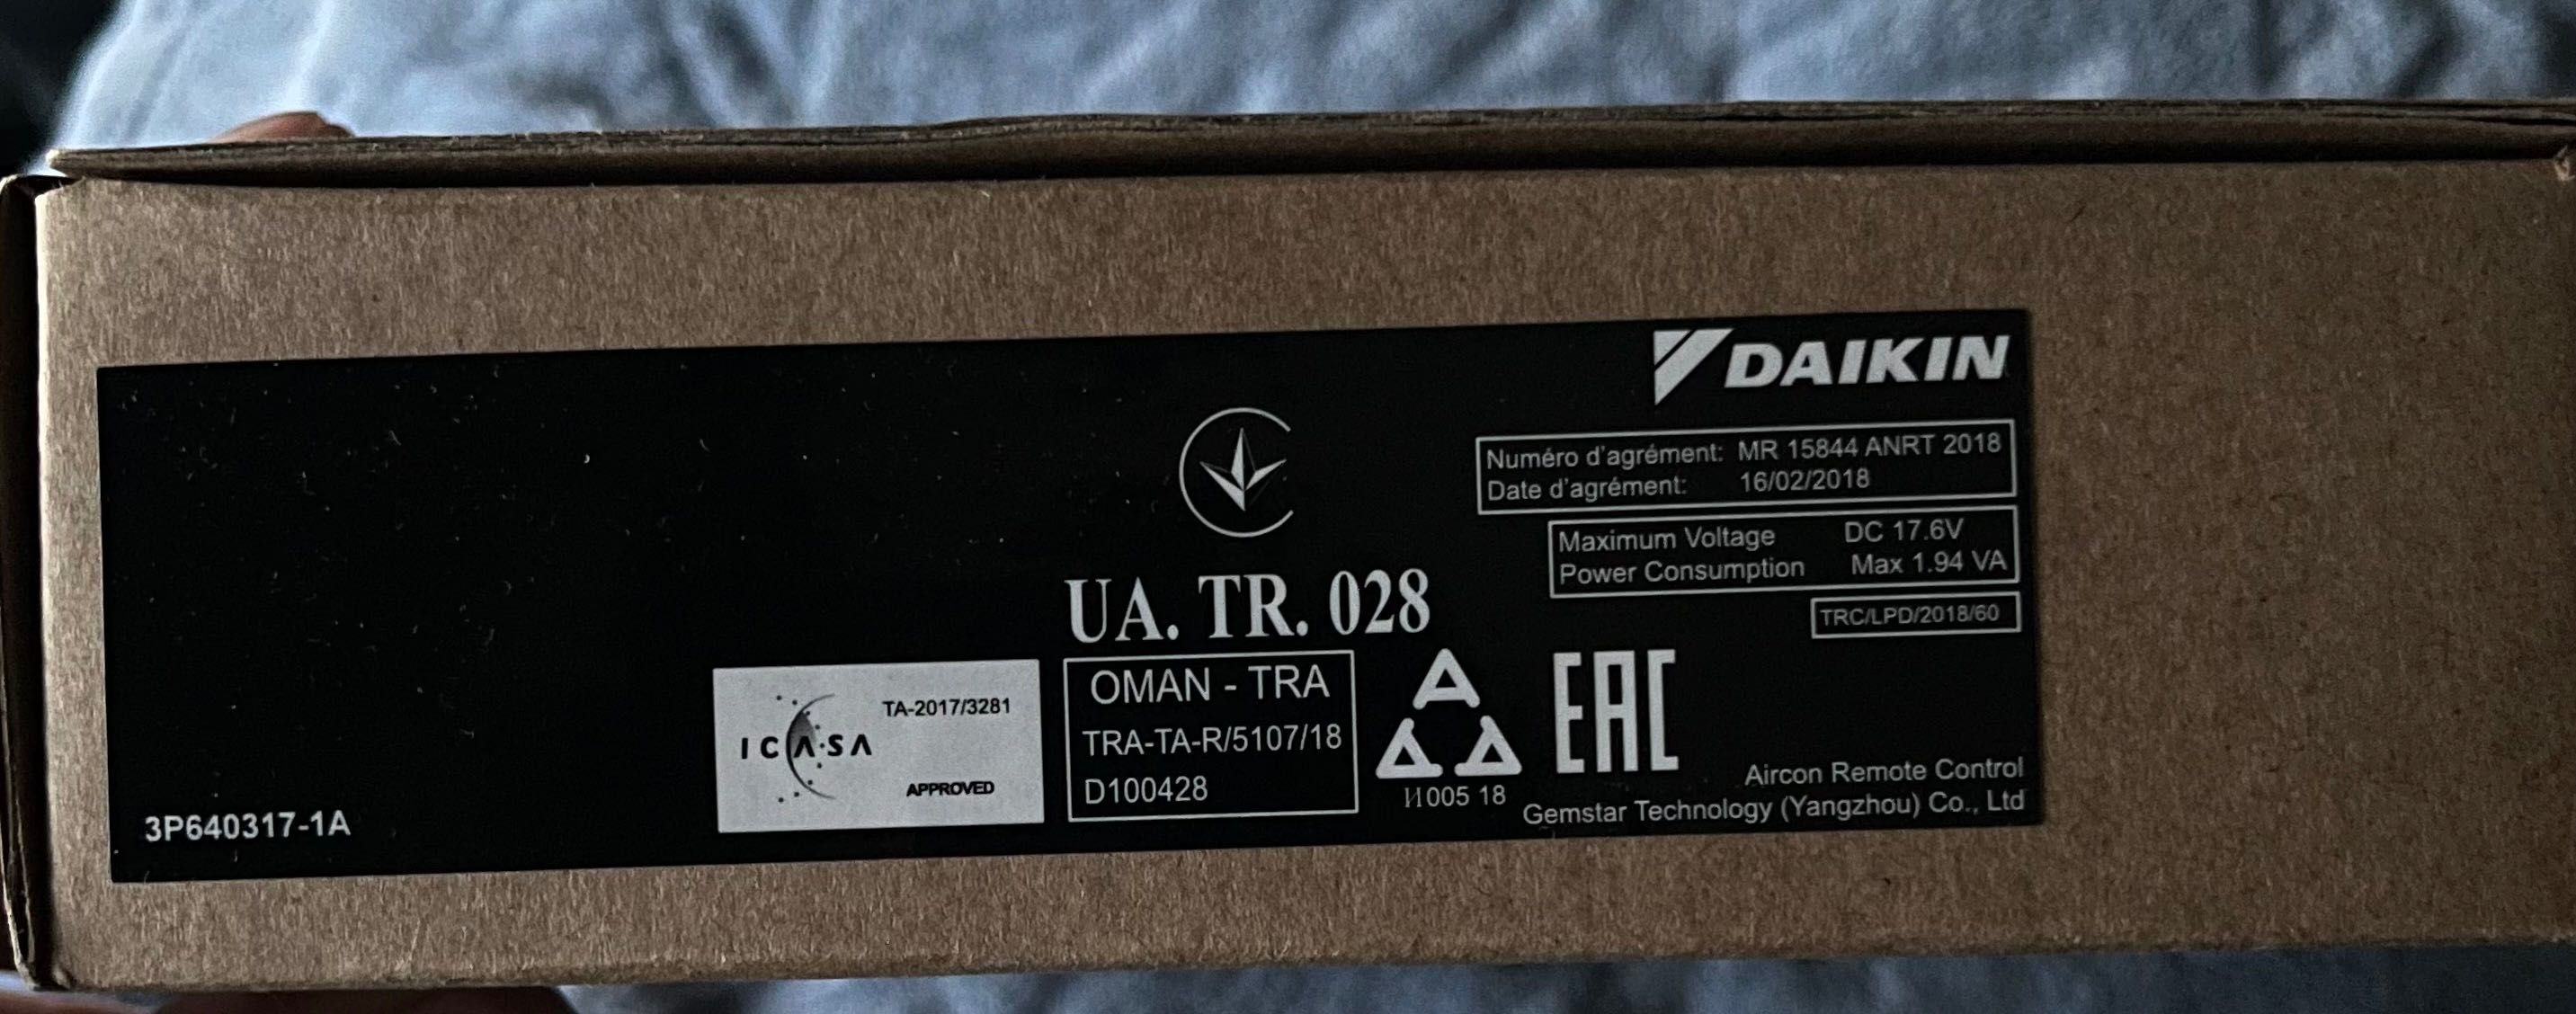 DAIKIN
Numéro d'agrément: MR 15844 ANRT 2018
Date d'agrément: 16/02/2018
Maximum Voltage DC 17.6V
Power Consumption Max 1.94 VA
TRC/LPD/2018/60
UA. TR. 028
ICASA
TA-2017/3281
APPROVED
OMAN - TRA
TRA-TA-R/5107/18
D100428
И005 18
EAC
Aircon Remote Control
Gemstar Technology (Yangzhou) Co., Ltd
3P640317-1A